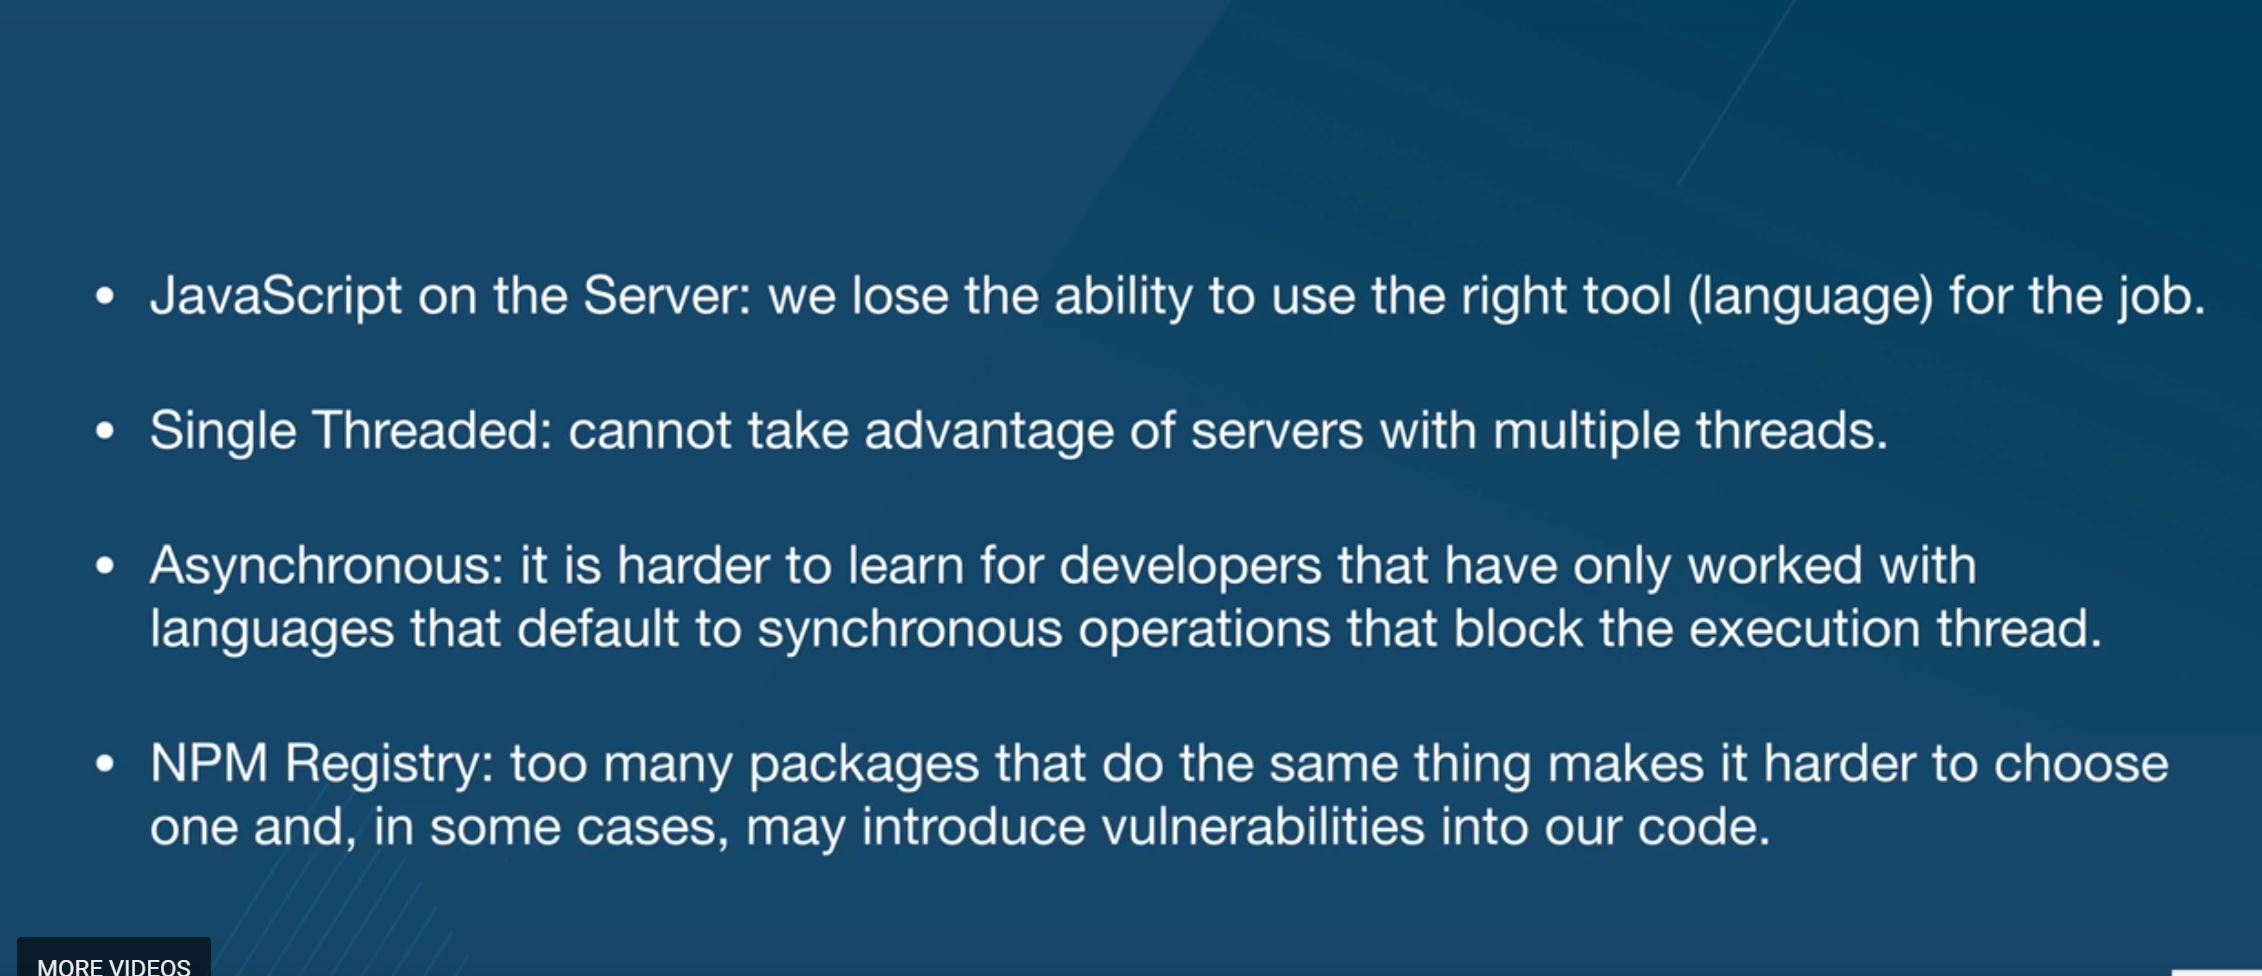 • JavaScript on the Server: we lose the ability to use the right tool (language) for the job.
• Single Threaded: cannot take advantage of servers with multiple threads.
• Asynchronous: it is harder to learn for developers that have only worked with
languages that default to synchronous operations that block the execution thread.
• NPM Registry: too many packages that do the same thing makes it harder to choose
one and, in some cases, may introduce vulnerabilities into our code.
MORE VIDEOS